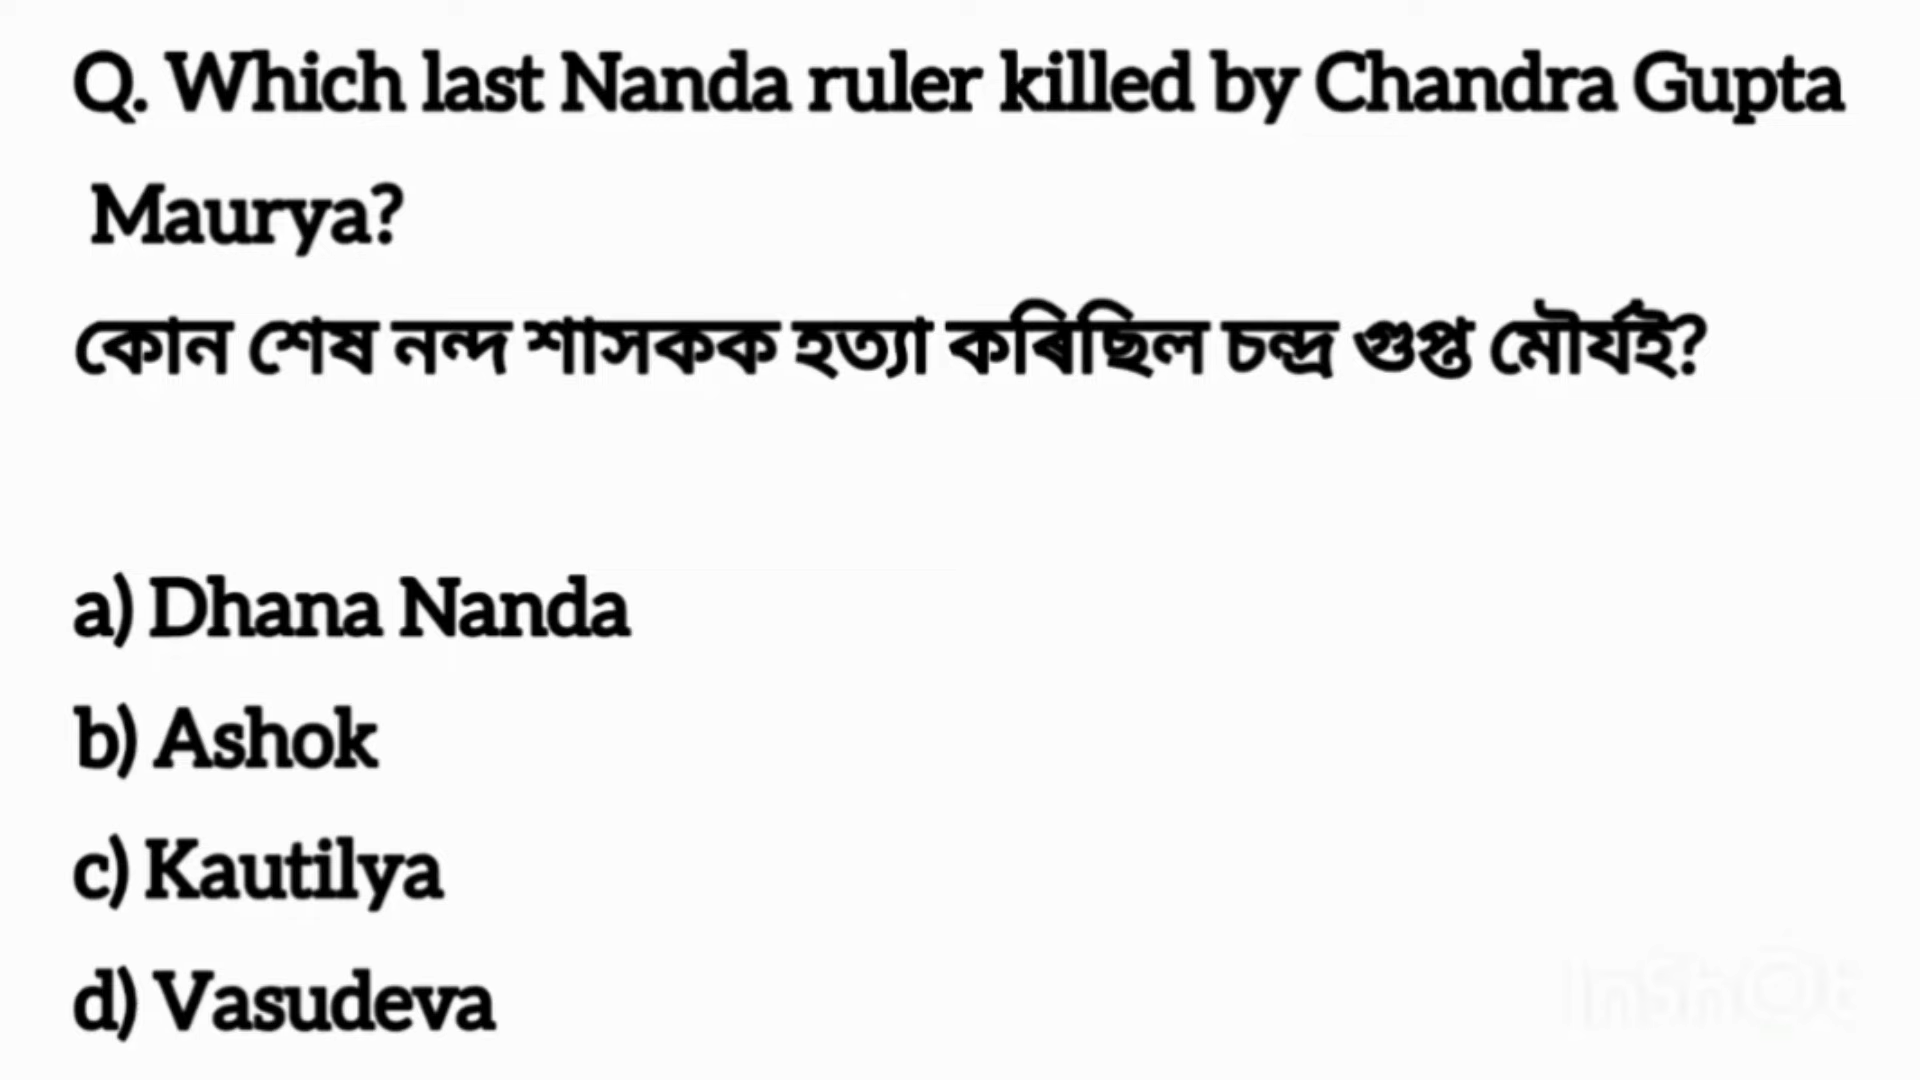 Q. Which last Nanda ruler killed by Chandra Gupta
Maurya?
কোন শেষ নন্দ শাসকক হত্যা কৰিছিল চন্দ্ৰ গুপ্ত মৌৰ্যই?
a) Dhana Nanda
b) Ashok
c) Kautilya
d) Vasudeva
InShOt